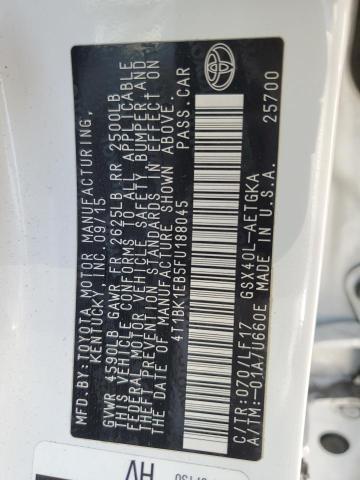 MFD.BY:TOYOTA MOTOR MANUFACTURING,
KENTUCKY, INC. 09/15
GVWR 4590LB GAWR FR 2625LB RR 2500LB
THIS VEHICLE CONFORMS TO ALL APPLICABLE
FEDERAL MOTOR VEHICLE SAFETY, BUMPER AND
THEFT PREVENTION STANDARDS IN EFFECT ON
THE DATE OF MANUFACTURE SHOWN ABOVE.
4T1BK1EB5FU188045 PASS.CAR
C/TR:070/LF17 GSX40L-AETGKA
A/TM:-01A/U660E U.S.A.
25700
HV